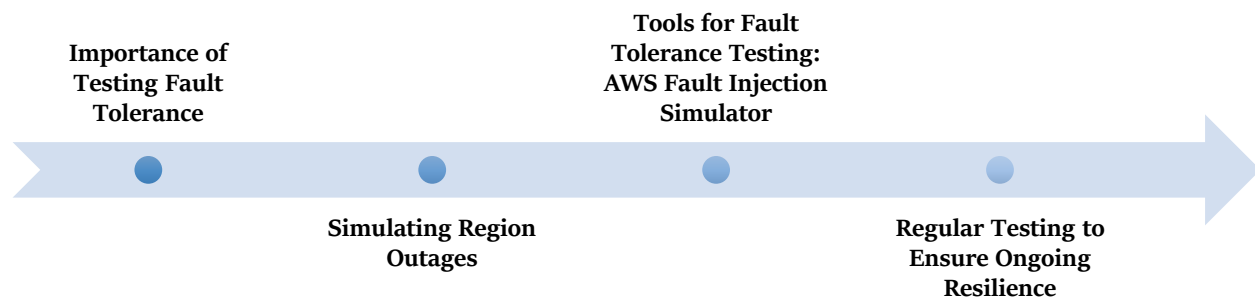 Importance of
Testing Fault
Tolerance
Simulating Region
Outages
Tools for Fault
Tolerance Testing:
AWS Fault Injection
Simulator
Regular Testing to
Ensure Ongoing
Resilience